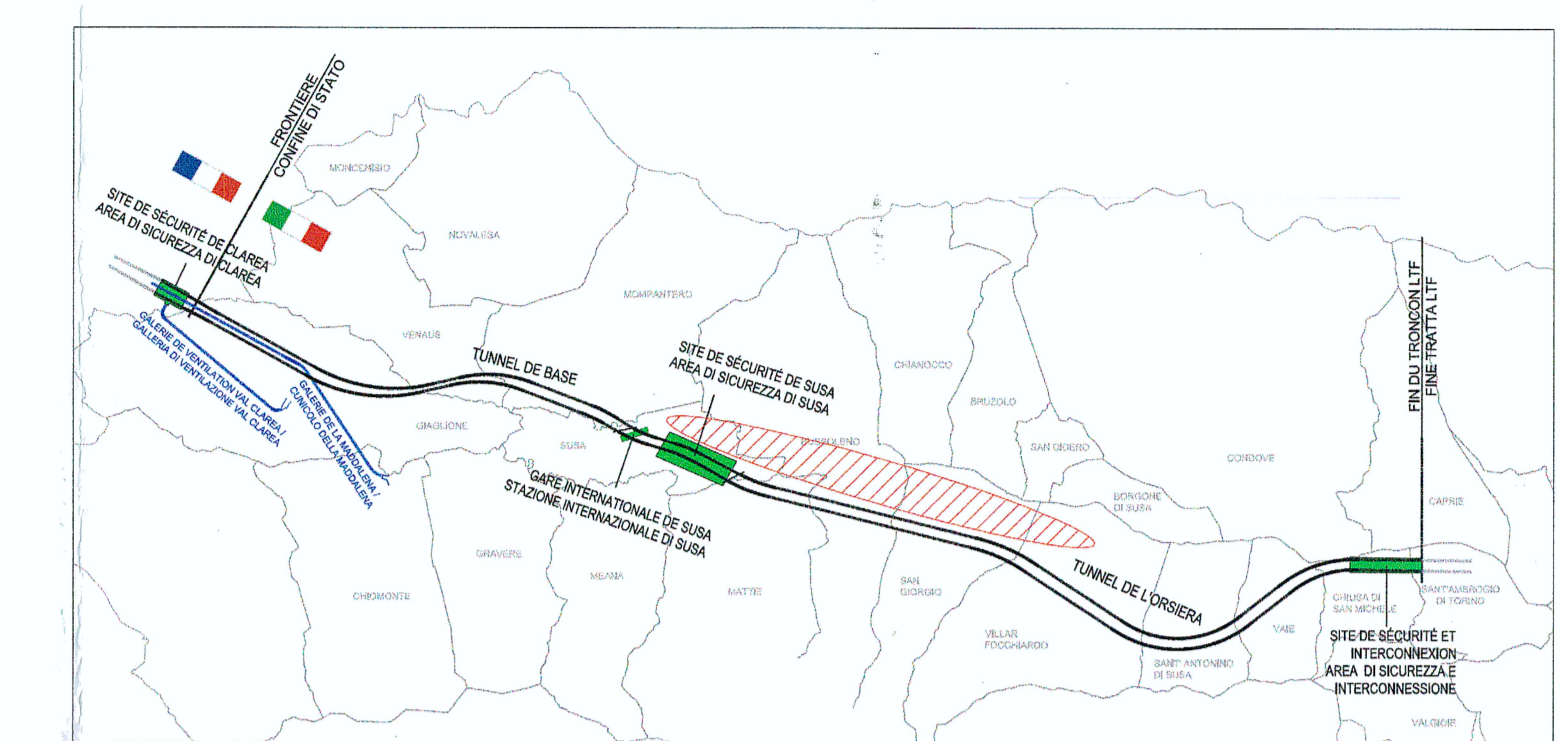 FRONTIERE
CONFINE DI STATO
MONCENISIO
SITE DE SÉCURITÉ DE CLAREA
AREA DI SICUREZZA DI CLAREA
NOVALESA
MOMPANTERO
VENAUS
GALERIE DE VENTILATION VAL CLAREA /
GALLERIA DI VENTILAZIONE VAL CLAREA
GALERIE DE LA MADDALENA /
CUNICOLO DELLA MADDALENA
TUNNEL DE BASE
SITE DE SÉCURITÉ DE SUSA
AREA DI SICUREZZA DI SUSA
CHIANOCCO
BRUZOLO
FIN DU TRONCON LTF
FINE TRATTA LTF
GIAGLIONE
SUSA
BUSSOLENO
SAN DIDERO
CONDOVE
GARE INTERNATIONALE DE SUSA
STAZIONE INTERNAZIONALE DI SUSA
BORGONE
DI SUSA
CAPRIE
GRAVERE
MEANA
MATTIE
CHIOMONTE
SAN
GIORGIO
TUNNEL DE L'ORSIERA
VILLAR
FOCCHIARDO
SANT' ANTONINO
DI SUSA
VAIE
CHIUSA DI
SAN MICHELE
SANT'AMBROGIO
DI TORINO
SITE DE SÉCURITÉ ET
INTERCONNEXION
AREA DI SICUREZZA E
INTERCONNESSIONE
VALGIOIE